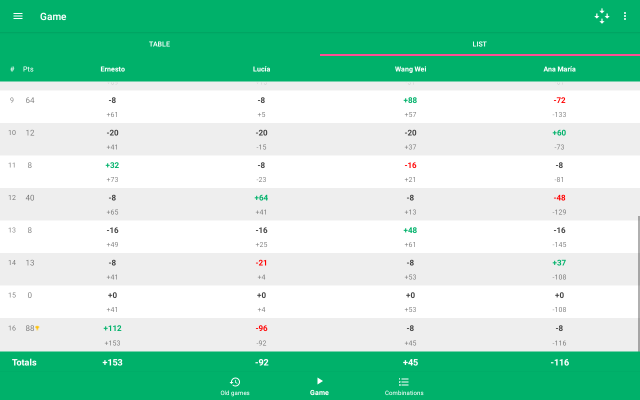 Game
TABLE LIST
# Pts Ernesto Lucía Wang Wei Ana María
9 64 -8 -8 +88 -72
+61 +5 +57 -133
10 12 -20 -20 -20 +60
+41 -15 +37 -73
11 8 +32 -8 -16 -8
+73 -23 +21 -81
12 40 -8 +64 -8 -48
+65 +41 +13 -129
13 8 -16 -16 +48 -16
+49 +25 +61 -145
14 13 -8 -21 -8 +37
+41 +4 +53 -108
15 0 +0 +0 +0 +0
+41 +4 +53 -108
16 88 +112 -96 -8 -8
+153 -92 +45 -116
Totals +153 -92 +45 -116
Old games Game Combinations